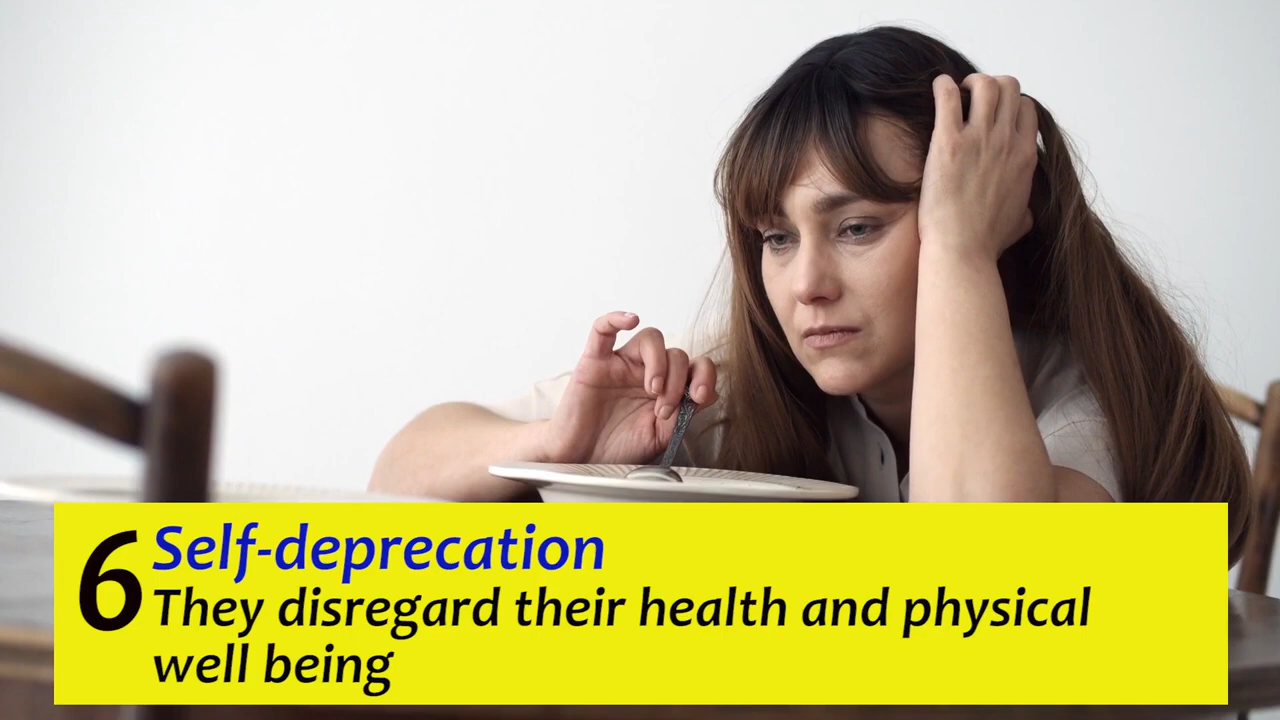 6 Self-deprecation
They disregard their health and physical
well being